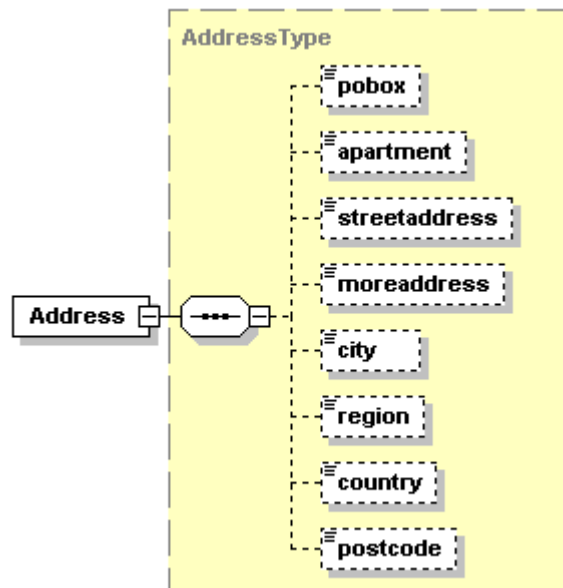 AddressType
pobox
apartment
streetaddress
moreaddress
Address
city
region
country
postcode